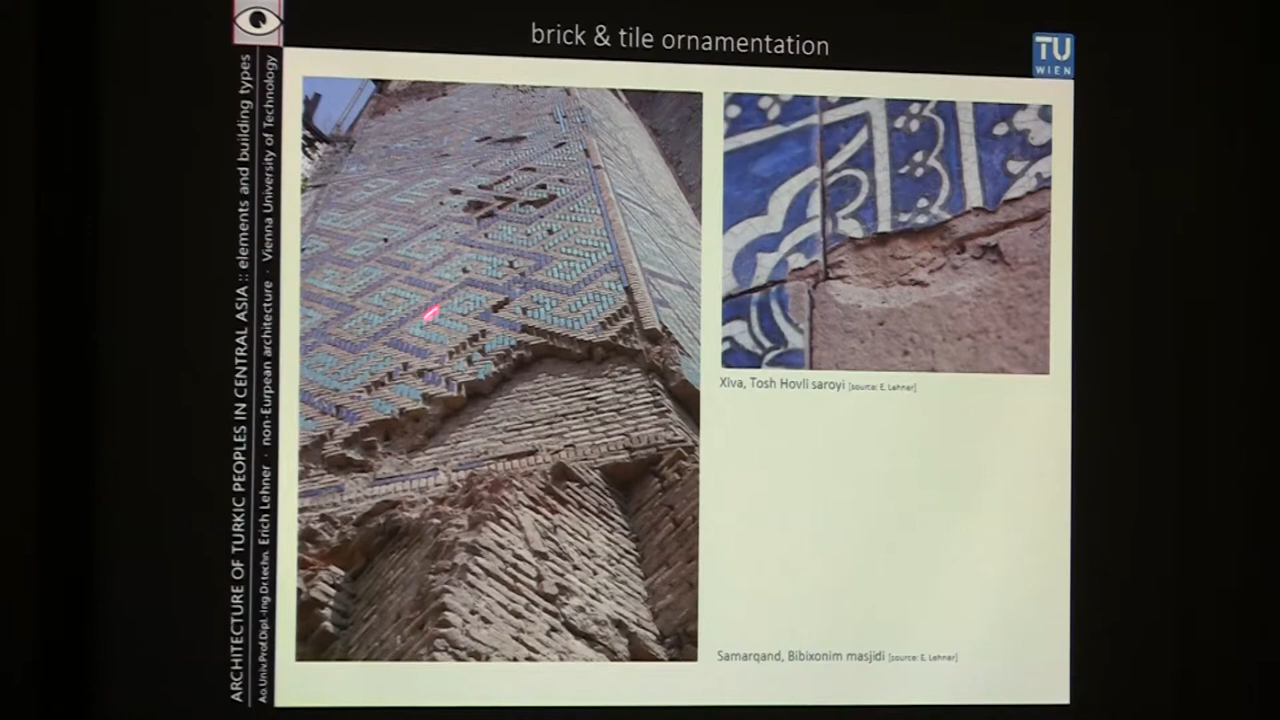 brick & tile ornamentation
TU
WIEN
ARCHITECTURE OF TURKIC PEOPLES IN CENTRAL ASIA :: elements and building types
Ao.Univ.Prof.Dipl.-Ing Dr.techn. Erich Lehner · non-Eurpean architecture · Vienna University of Technology
Xiva, Tosh Hovli saroyi [source: E. Lehner]
Samarqand, Bibixonim masjidi [source: E. Lehner]